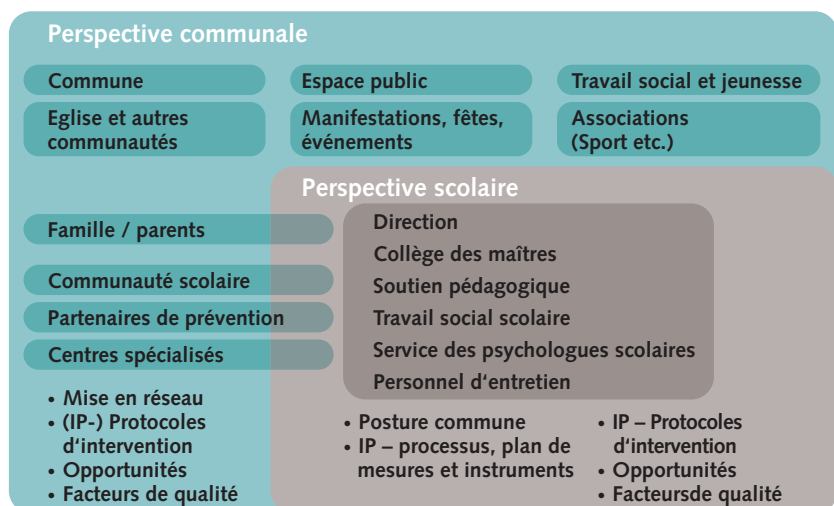 Perspective communale
Commune
Espace public
Travail social et jeunesse
Eglise et autres
communautés
Manifestations, fêtes,
événements
Associations
(Sport etc.)
Perspective scolaire
Famille / parents
Communauté scolaire
Partenaires de prévention
Centres spécialisés
Direction
Collège des maîtres
Soutien pédagogique
Travail social scolaire
Service des psychologues scolaires
Personnel d‘entretien
• Mise en réseau
• (IP-) Protocoles
d‘intervention
• Opportunités
• Facteurs de qualité
• Posture commune
• IP – processus, plan de
mesures et instruments
• IP – Protocoles
d‘intervention
• Opportunités
• Facteursde qualité